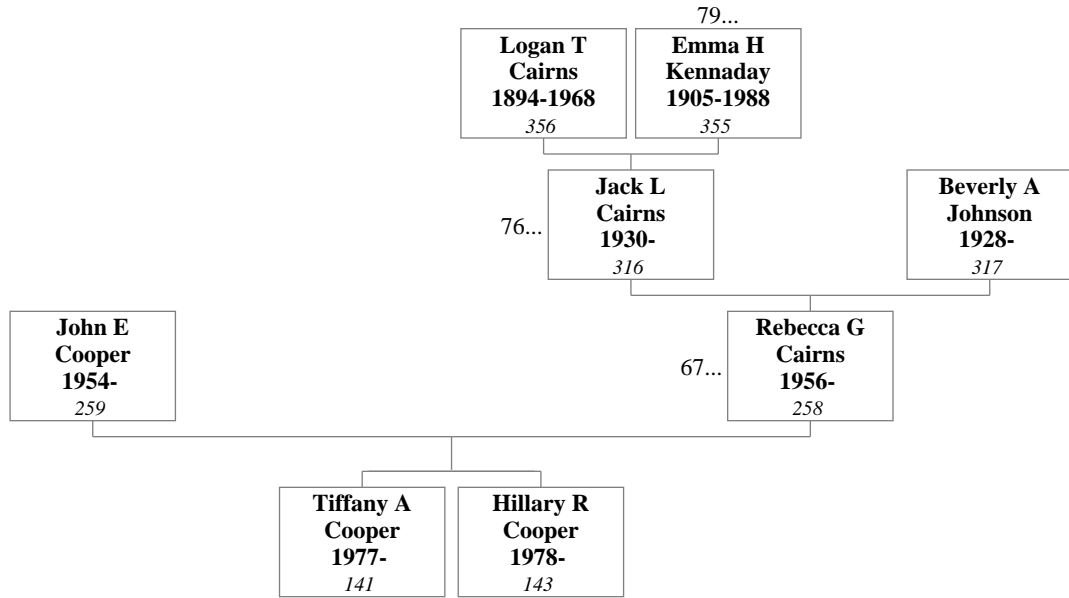 79...
Logan T
Cairns
1894-1968
356
Emma H
Kennaday
1905-1988
355
76...
Jack L
Cairns
1930-
316
Beverly A
Johnson
1928-
317
John E
Cooper
1954-
259
67...
Rebecca G
Cairns
1956-
258
Tiffany A
Cooper
1977-
141
Hillary R
Cooper
1978-
143